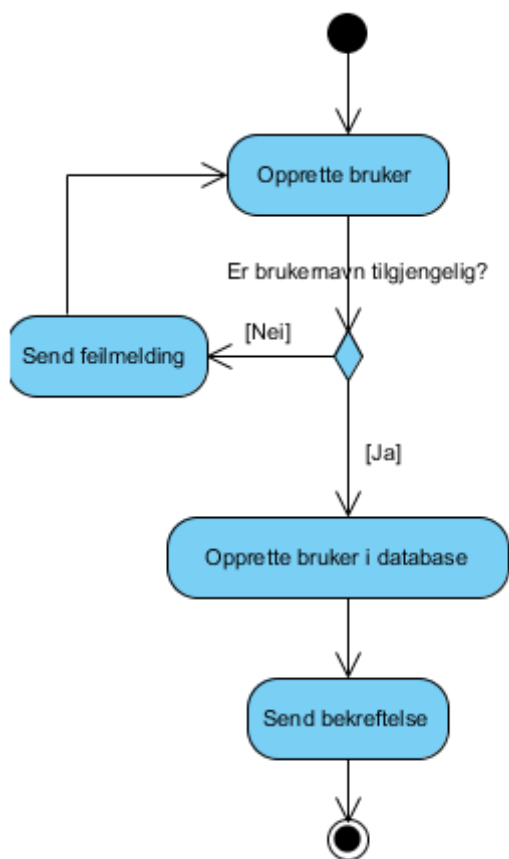 Opprette bruker
Er brukernavn tilgjengelig?
[Nei]
Send feilmelding
[Ja]
Opprette bruker i database
Send bekreftelse